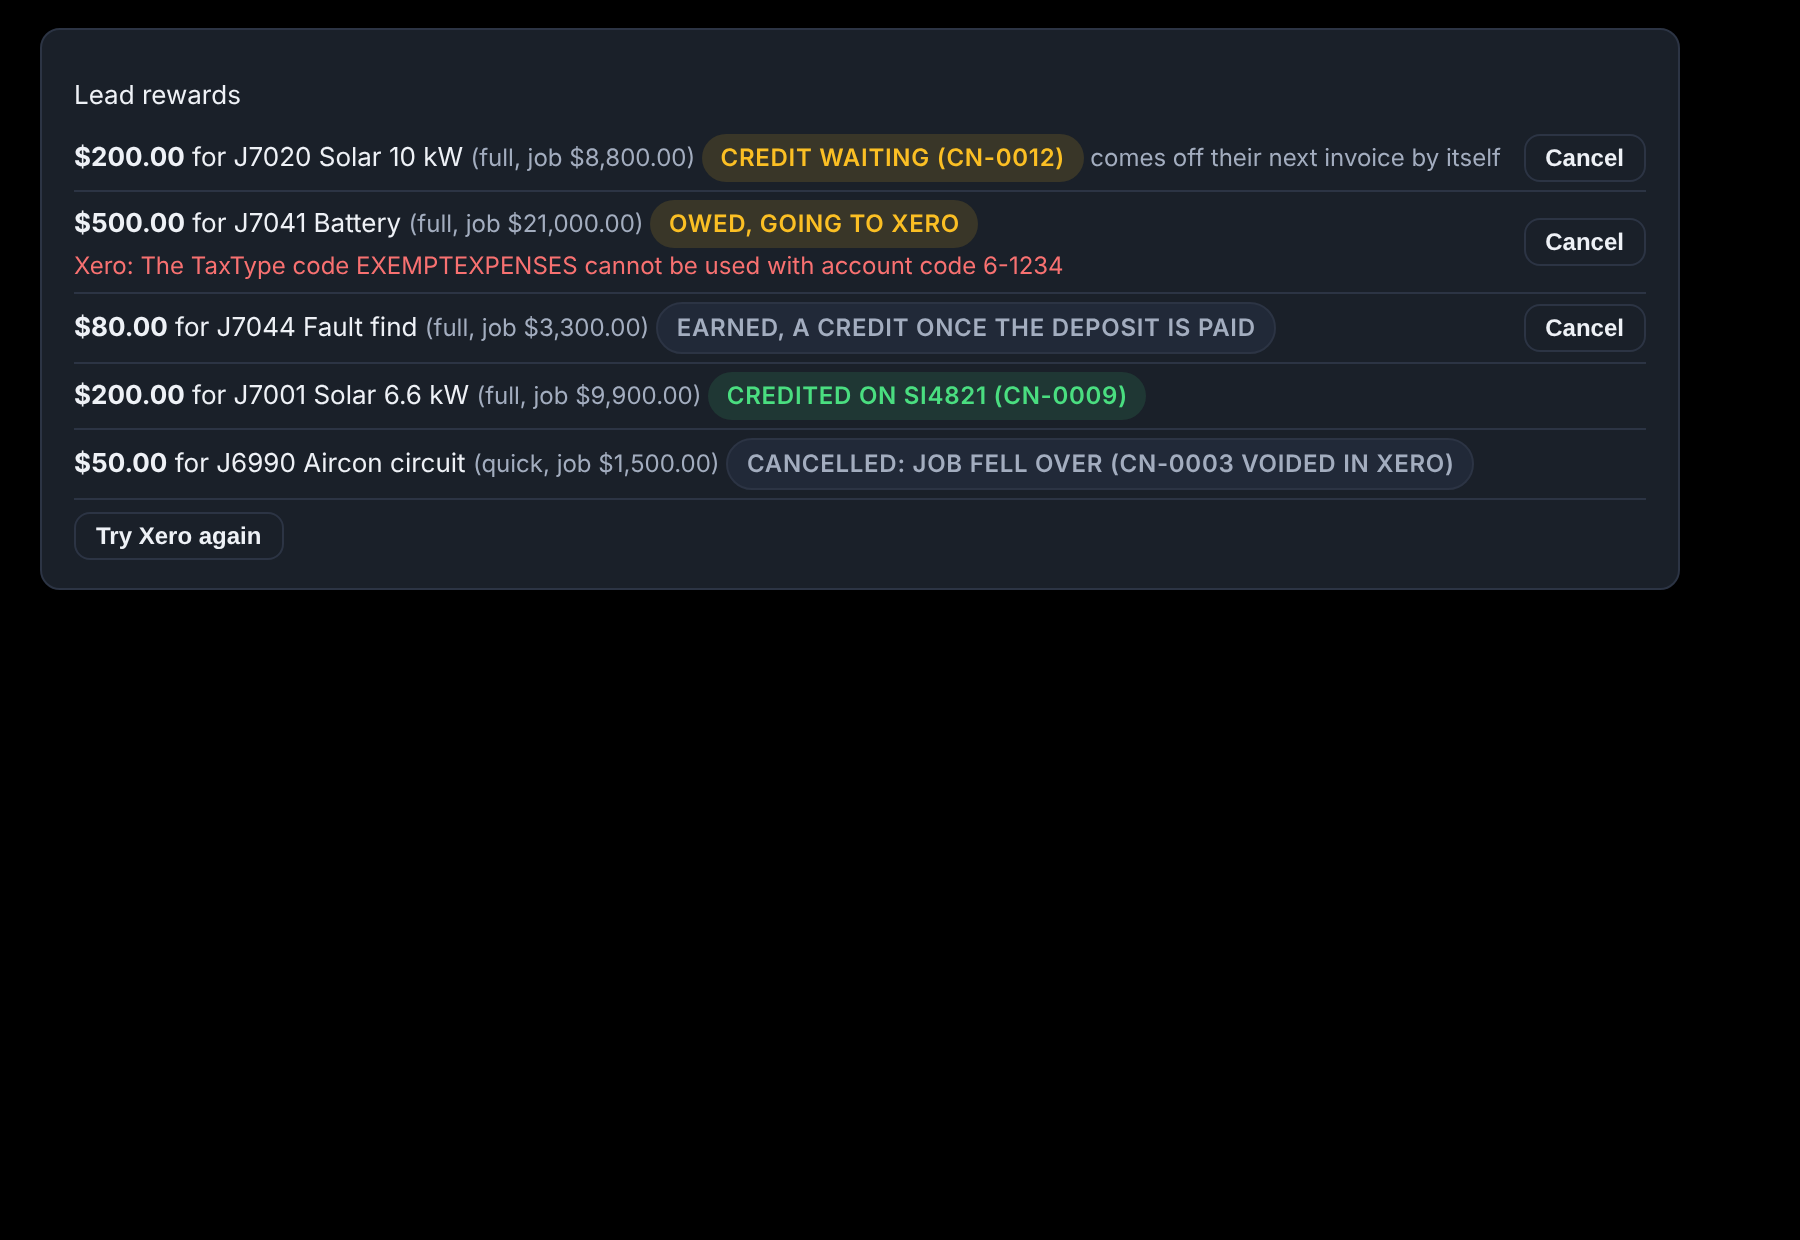 Lead rewards
$200.00 for J7020 Solar 10 kW (full, job $8,800.00) CREDIT WAITING (CN-0012) comes off their next invoice by itself Cancel
$500.00 for J7041 Battery (full, job $21,000.00) OWED, GOING TO XERO Cancel
Xero: The TaxType code EXEMPTEXPENSES cannot be used with account code 6-1234
$80.00 for J7044 Fault find (full, job $3,300.00) EARNED, A CREDIT ONCE THE DEPOSIT IS PAID Cancel
$200.00 for J7001 Solar 6.6 kW (full, job $9,900.00) CREDITED ON SI4821 (CN-0009)
$50.00 for J6990 Aircon circuit (quick, job $1,500.00) CANCELLED: JOB FELL OVER (CN-0003 VOIDED IN XERO)
Try Xero again